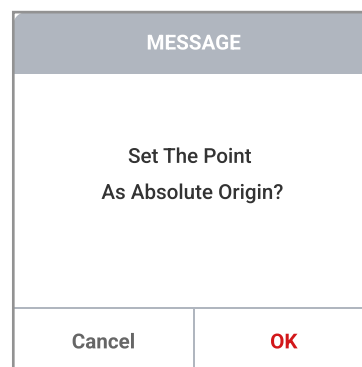 MESSAGE
Set The Point
As Absolute Origin?
Cancel
OK